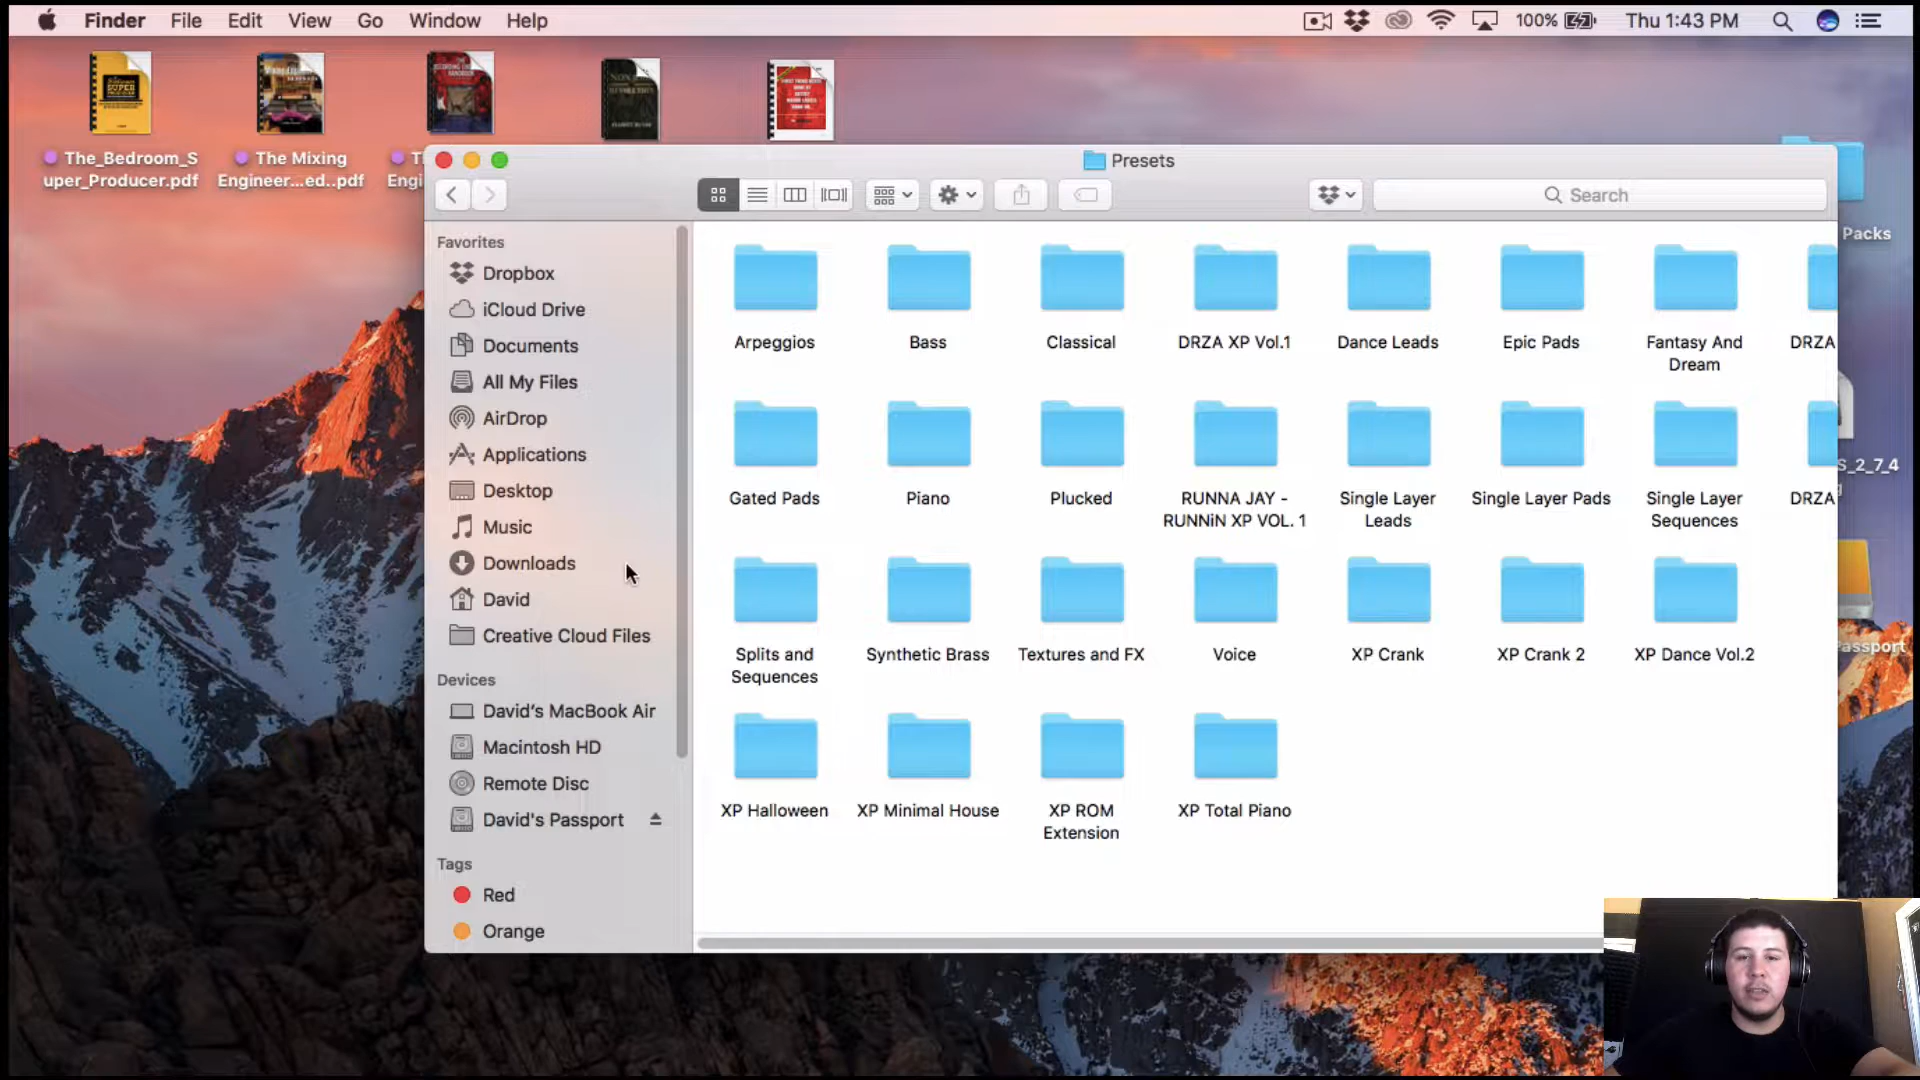 Finder File Edit View Go Window Help 100% Thu 1:43 PM
The_Bedroom_S
uper_Producer.pdf
The Mixing
Engineer...ed..pdf
Engi
SUPER
Presets
Search
Packs
Favorites
Dropbox
iCloud Drive
Documents
All My Files
AirDrop
Applications
Desktop
Music
Downloads
David
Creative Cloud Files
Devices
David's MacBook Air
Macintosh HD
Remote Disc
David's Passport
Tags
Red
Orange
Arpeggios
Bass
Classical
DRZA XP Vol.1
Dance Leads
Epic Pads
Fantasy And
Dream
DRZA
Gated Pads
Piano
Plucked
RUNNA JAY -
RUNNiN XP VOL. 1
Single Layer
Leads
Single Layer Pads
Single Layer
Sequences
DRZA
S_2_7_4
Splits and
Sequences
Synthetic Brass
Textures and FX
Voice
XP Crank
XP Crank 2
XP Dance Vol.2
assport
XP Halloween
XP Minimal House
XP ROM
Extension
XP Total Piano